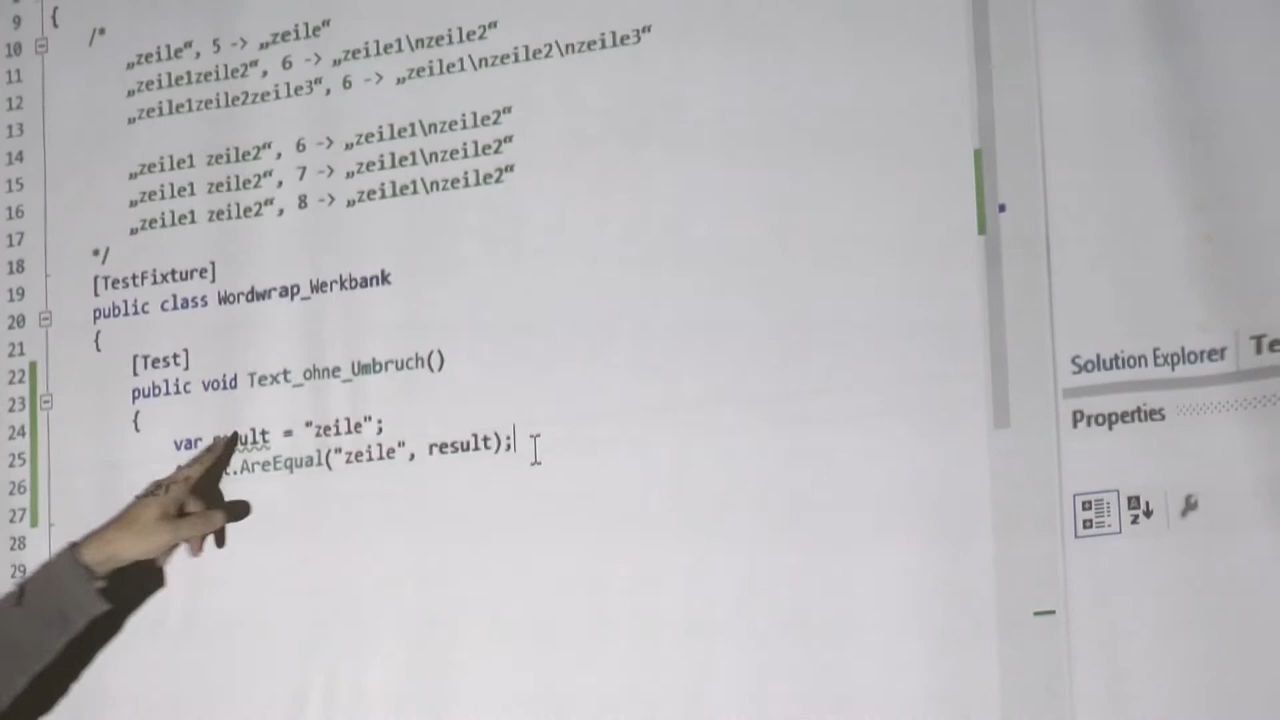 9 {
10 /*
11 „zeile“, 5 -> „zeile“
12 „zeile1zeile2“, 6 -> „zeile1\nzeile2“
13 „zeile1zeile2zeile3“, 6 -> „zeile1\nzeile2\nzeile3“
14 „zeile1 zeile2“, 6 -> „zeile1\nzeile2“
15 „zeile1 zeile2“, 7 -> „zeile1\nzeile2“
16 „zeile1 zeile2“, 8 -> „zeile1\nzeile2“
17 */
18 [TestFixture]
19 public class Wordwrap_Werkbank
20 {
21 [Test]
22 public void Text_ohne_Umbruch()
23 {
24 var = "zeile";
25 .AreEqual("zeile", result);
26
27
28
29
Solution Explorer
Properties